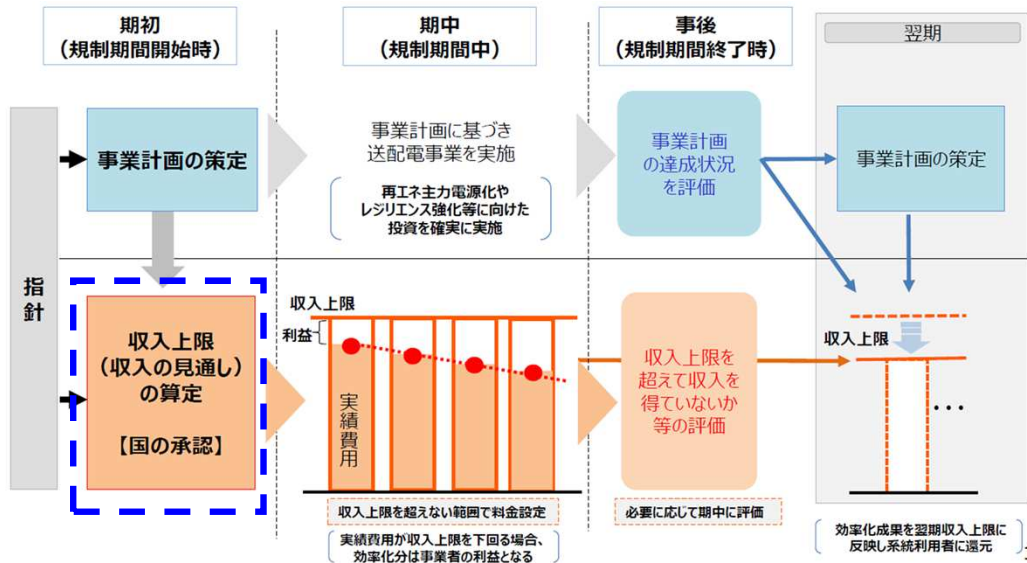 期初
（規制期間開始時）
期中
（規制期間中）
事後
（規制期間終了時）
翌期
指針
事業計画の策定
事業計画に基づき
送配電事業を実施
再エネ主力電源化や
レジリエンス強化等に向けた
投資を確実に実施
事業計画
の達成状況
を評価
事業計画の策定
収入上限
（収入の見通し）
の算定
【国の承認】
収入上限
利益
実績費用
収入上限を超えない範囲で料金設定
実績費用が収入上限を下回る場合、
効率化分は事業者の利益となる
収入上限を
超えて収入を
得ていないか
等の評価
必要に応じて期中に評価
収入上限
・・・
効率化成果を翌期収入上限に
反映し系統利用者に還元